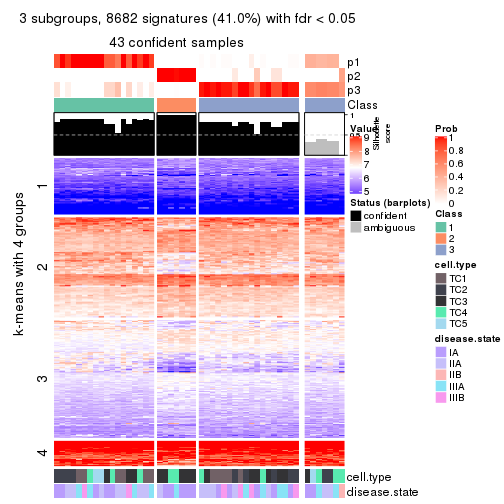 3 subgroups, 8682 signatures (41.0%) with fdr < 0.05
43 confident samples
p1
p2
p3
Class
1
Silhouette
score
k-means with 4 groups
1
2
3
4
cell.type
disease.state
Value
9
8
7
6
5
Status (barplots)
confident
ambiguous
Prob
1
0.8
0.6
0.4
0.2
0
Class
1
2
3
cell.type
TC1
TC2
TC3
TC4
TC5
disease.state
IA
IIA
IIB
IIIA
IIIB